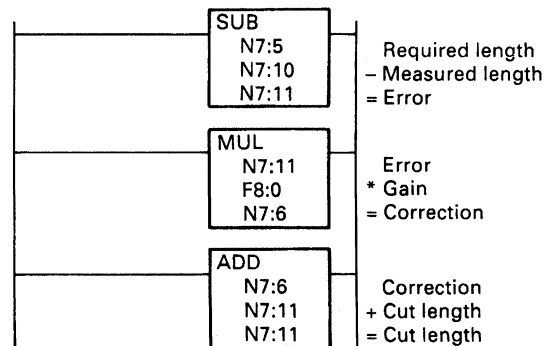 SUB
N7:5
N7:10
N7:11
Required length
– Measured length
= Error
MUL
N7:11
F8:0
N7:6
Error
* Gain
= Correction
ADD
N7:6
N7:11
N7:11
Correction
+ Cut length
= Cut length